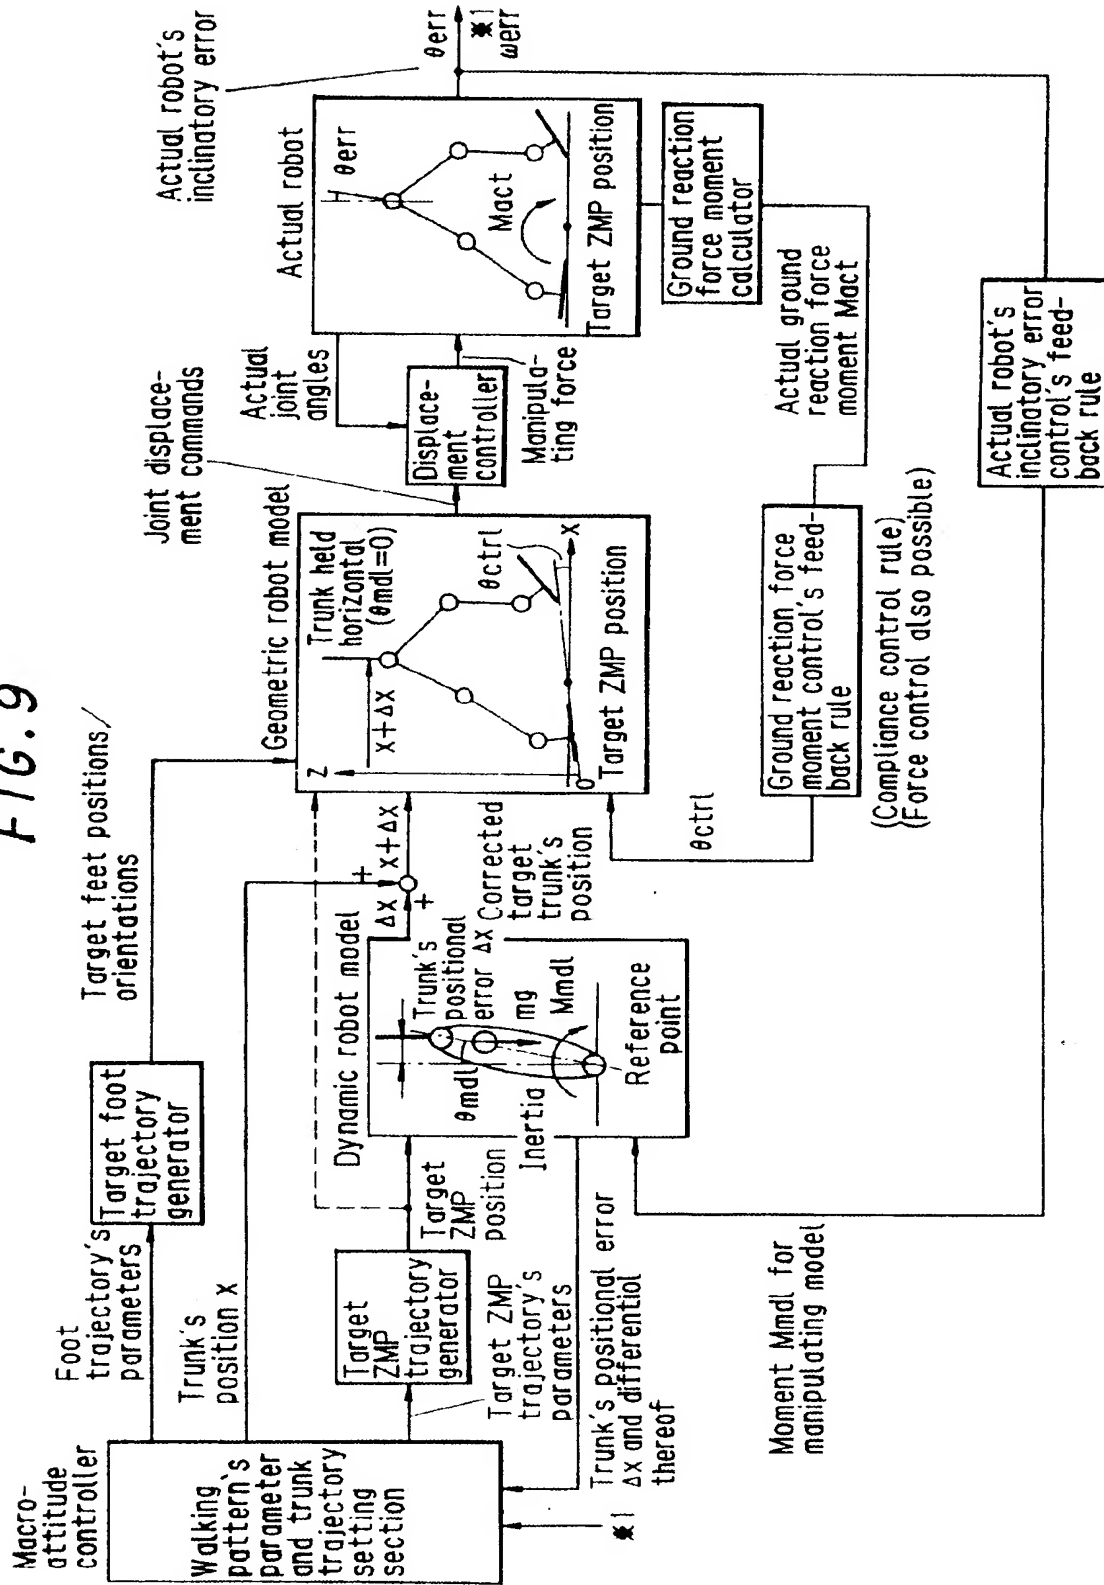 FIG. 9
Macro-
attitude
controller
Walking
pattern's
parameter
and trunk
trajectory
setting
section
✱1
Foot
trajectory's
parameters
Trunk's
position X
Target foot
trajectory
generator
Target feet positions/
orientations
Target
ZMP
trajectory
generator
Target ZMP
trajectory's
parameters
Trunk's positional error
ΔX and differential
thereof
Target
ZMP
position
Dynamic robot model
Trunk's
positional
error ΔX
mg
θmdl
Mmdl
Inertia
Reference
point
Moment Mmdl for
manipulating model
ΔX
+
+
X+ΔX
Corrected
target
trunk's
position
Geometric robot model
Z
X+ΔX
Trunk held
horizontal
(θmdl=0)
θctrl
X
0
Target ZMP position
θctrl
Joint displace-
ment commands
Displace-
ment
controller
Actual
joint
angles
Manipula-
ting force
Ground reaction force
moment control's feed-
back rule
(Compliance control rule)
(Force control also possible)
Actual robot
θerr
Mact
Target ZMP position
Ground reaction
force moment
calculator
Actual ground
reaction force
moment Mact
Actual robot's
inclinatory error
control's feed-
back rule
Actual robot's
inclinatory error
θerr
✱1
ωerr